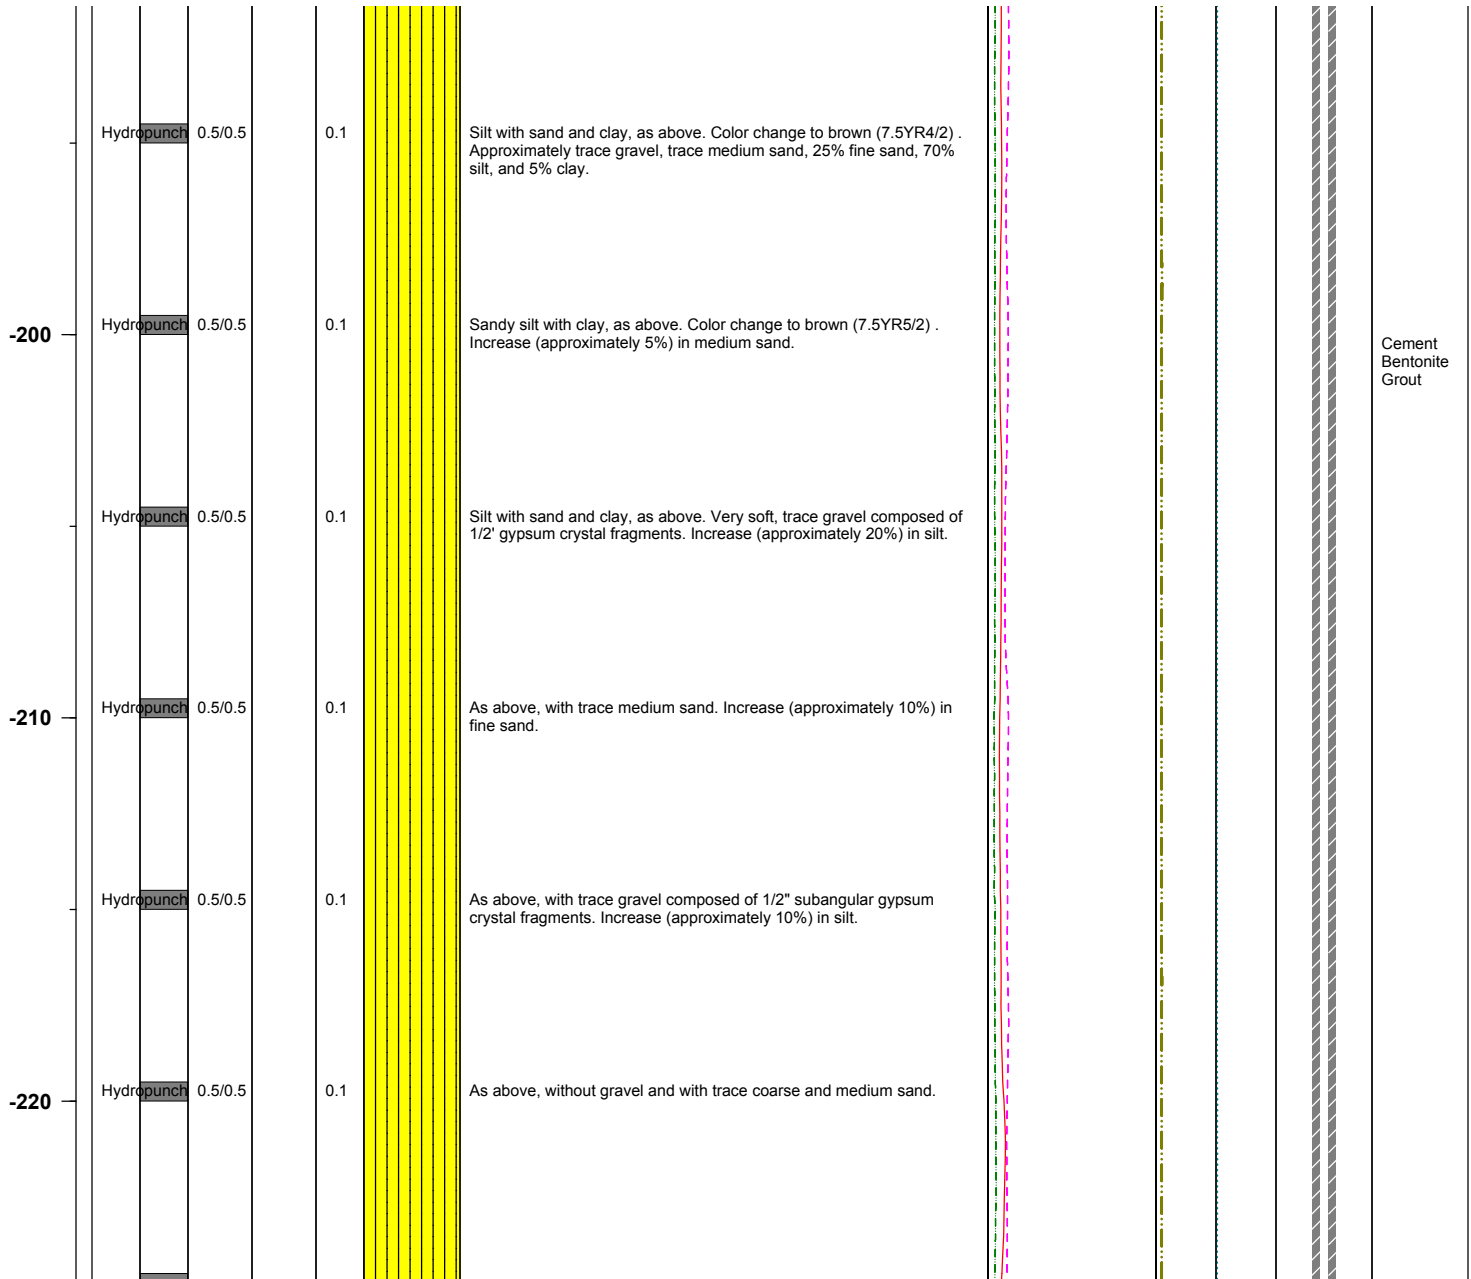 Hydropunch 0.5/0.5 0.1 Silt with sand and clay, as above. Color change to brown (7.5YR4/2) .
Approximately trace gravel, trace medium sand, 25% fine sand, 70%
silt, and 5% clay.
-200 Hydropunch 0.5/0.5 0.1 Sandy silt with clay, as above. Color change to brown (7.5YR5/2) .
Increase (approximately 5%) in medium sand.
Cement
Bentonite
Grout
Hydropunch 0.5/0.5 0.1 Silt with sand and clay, as above. Very soft, trace gravel composed of
1/2' gypsum crystal fragments. Increase (approximately 20%) in silt.
-210 Hydropunch 0.5/0.5 0.1 As above, with trace medium sand. Increase (approximately 10%) in
fine sand.
Hydropunch 0.5/0.5 0.1 As above, with trace gravel composed of 1/2" subangular gypsum
crystal fragments. Increase (approximately 10%) in silt.
-220 Hydropunch 0.5/0.5 0.1 As above, without gravel and with trace coarse and medium sand.